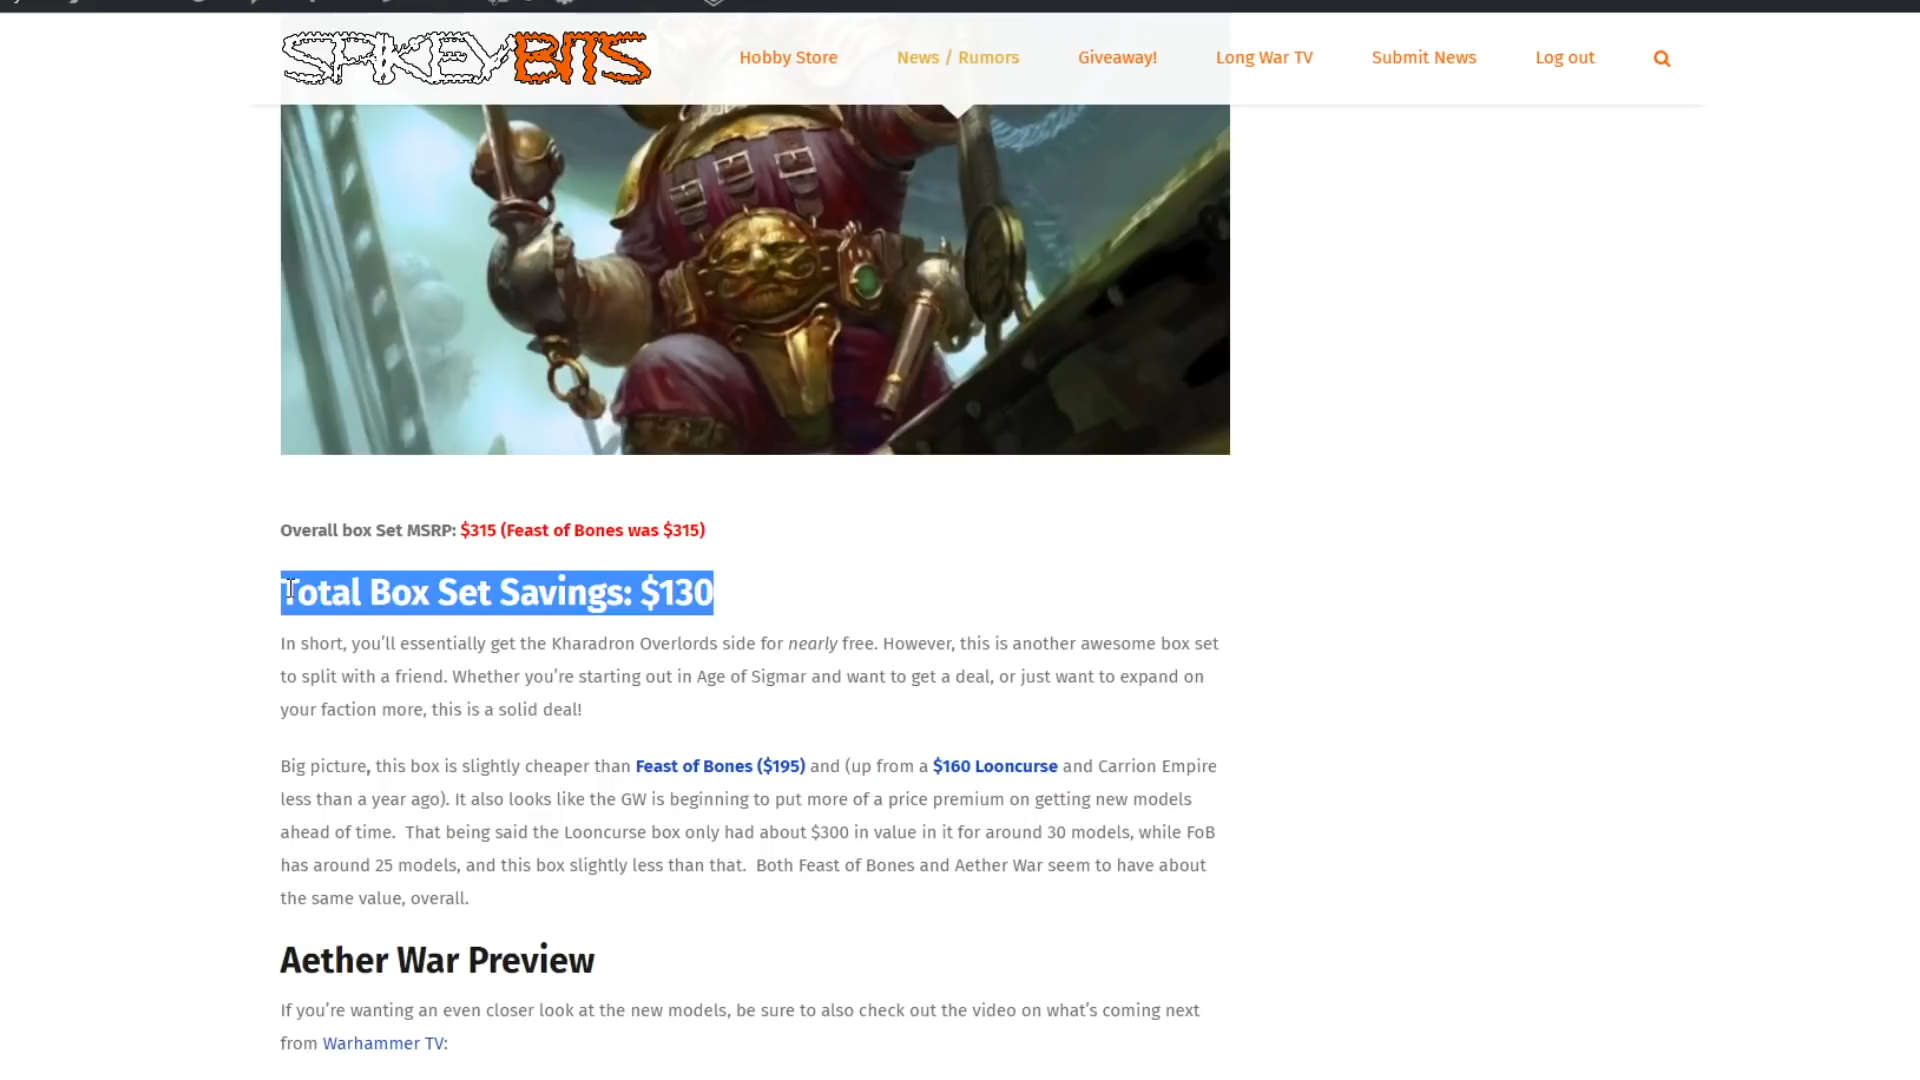 SPIKEYBITS
Hobby Store
News / Rumors
Giveaway!
Long War TV
Submit News
Log out
Overall box Set MSRP: $315 (Feast of Bones was $315)
Total Box Set Savings: $130
In short, you’ll essentially get the Kharadron Overlords side for nearly free. However, this is another awesome box set
to split with a friend. Whether you’re starting out in Age of Sigmar and want to get a deal, or just want to expand on
your faction more, this is a solid deal!
Big picture, this box is slightly cheaper than Feast of Bones ($195) and (up from a $160 Looncurse and Carrion Empire
less than a year ago). It also looks like the GW is beginning to put more of a price premium on getting new models
ahead of time.  That being said the Looncurse box only had about $300 in value in it for around 30 models, while FoB
has around 25 models, and this box slightly less than that.  Both Feast of Bones and Aether War seem to have about
the same value, overall.
Aether War Preview
If you’re wanting an even closer look at the new models, be sure to also check out the video on what’s coming next
from Warhammer TV: